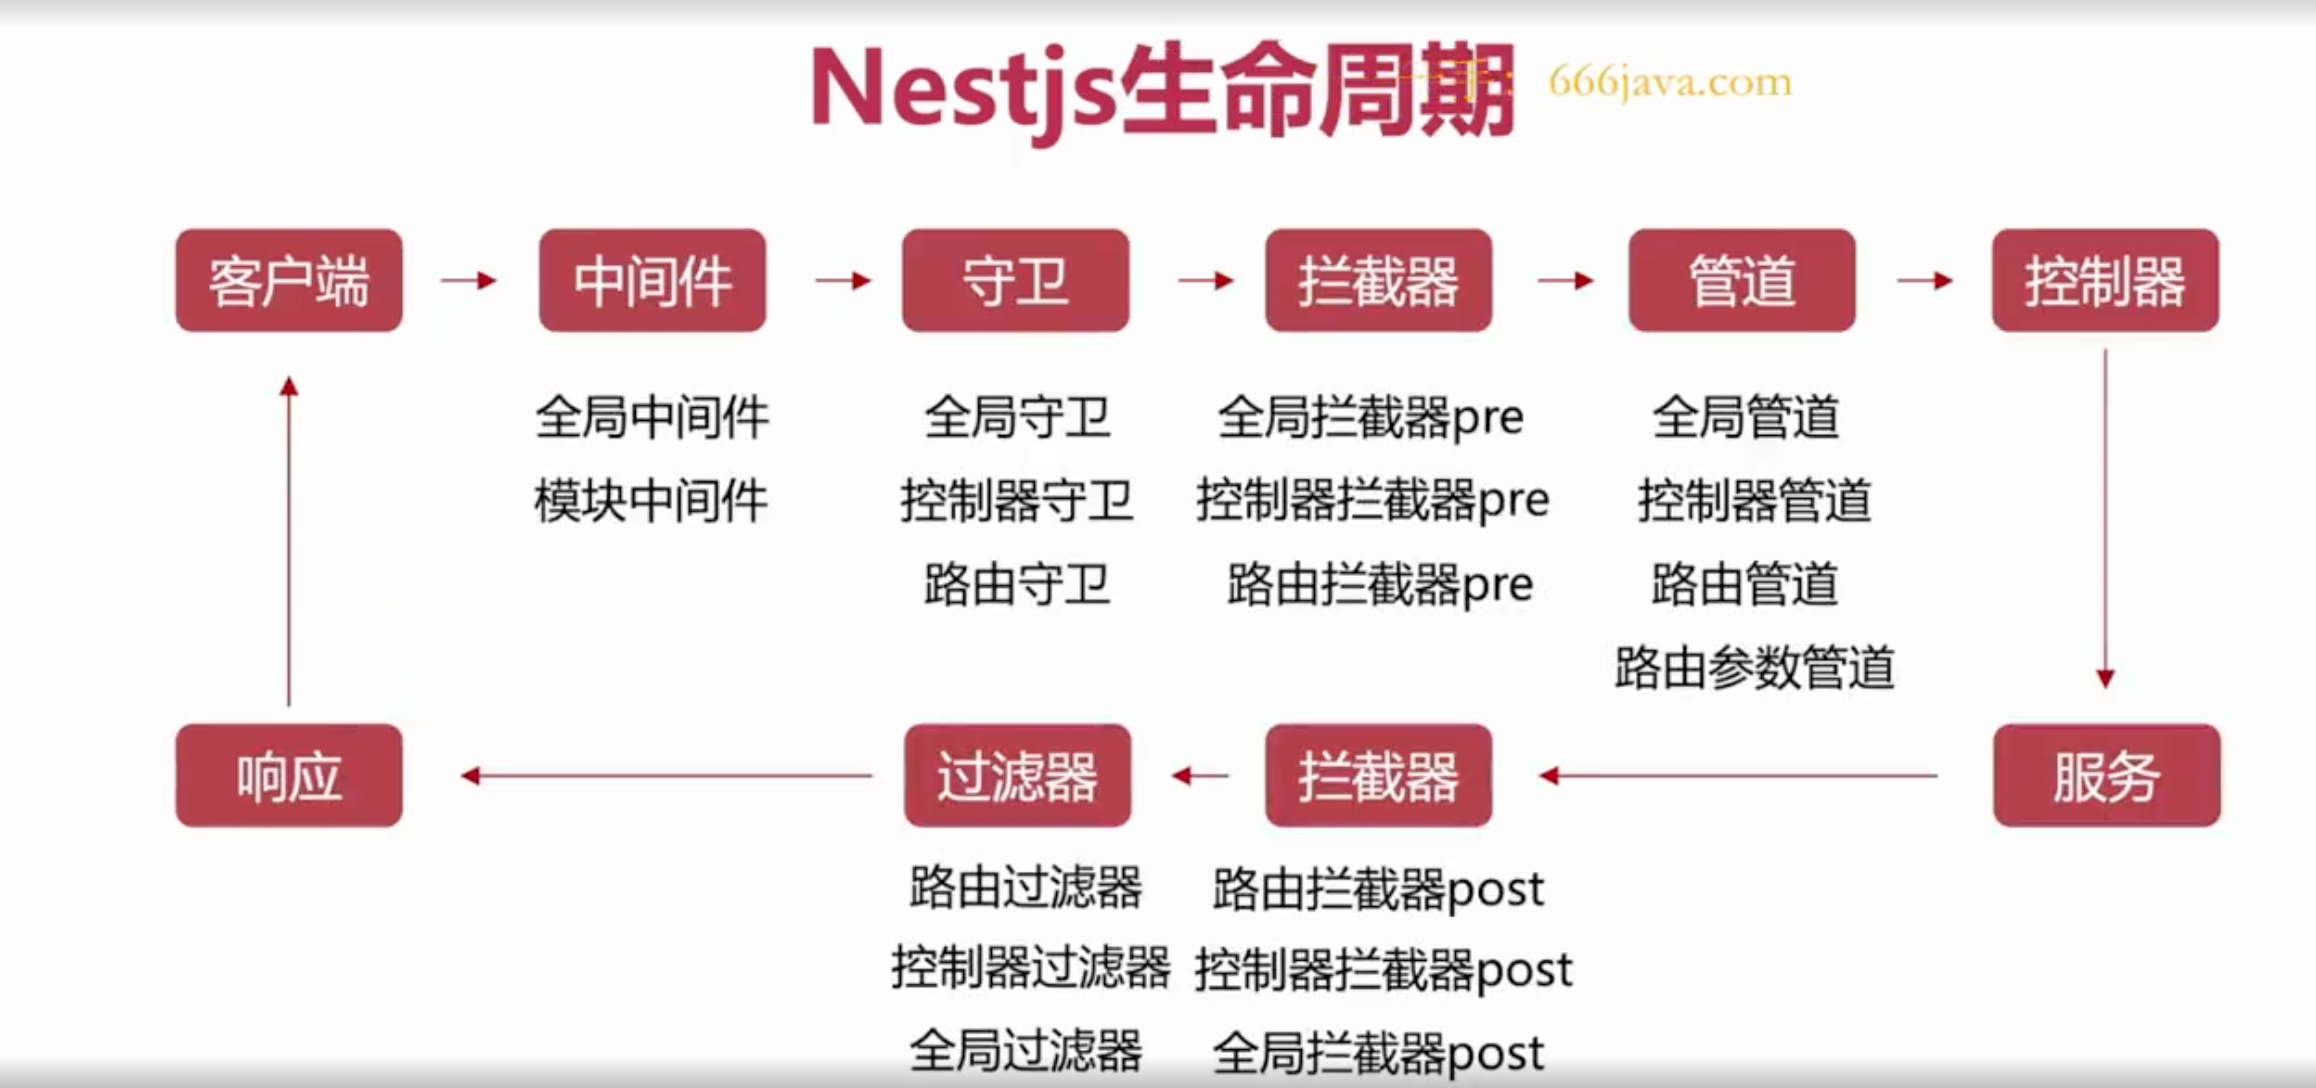 Nestjs生命周期
666java.com
客户端
中间件
守卫
拦截器
管道
控制器
全局中间件
全局守卫
全局拦截器pre
全局管道
模块中间件
控制器守卫
控制器拦截器pre
控制器管道
路由守卫
路由拦截器pre
路由管道
路由参数管道
响应
过滤器
拦截器
服务
路由过滤器
路由拦截器post
控制器过滤器
控制器拦截器post
全局过滤器
全局拦截器post